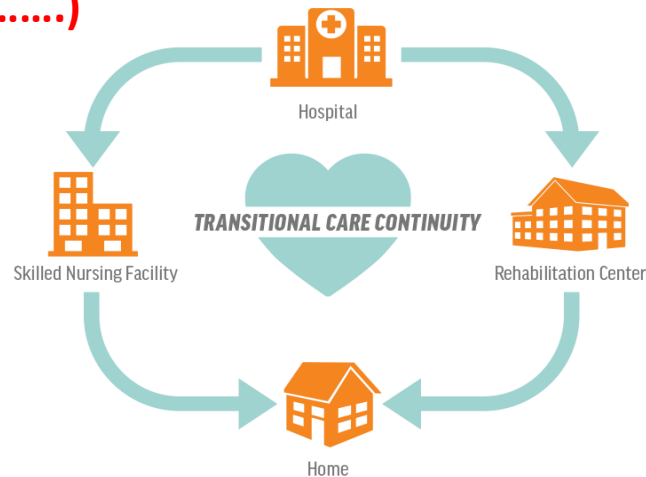 ......)
Hospital
TRANSITIONAL CARE CONTINUITY
Skilled Nursing Facility
Rehabilitation Center
Home